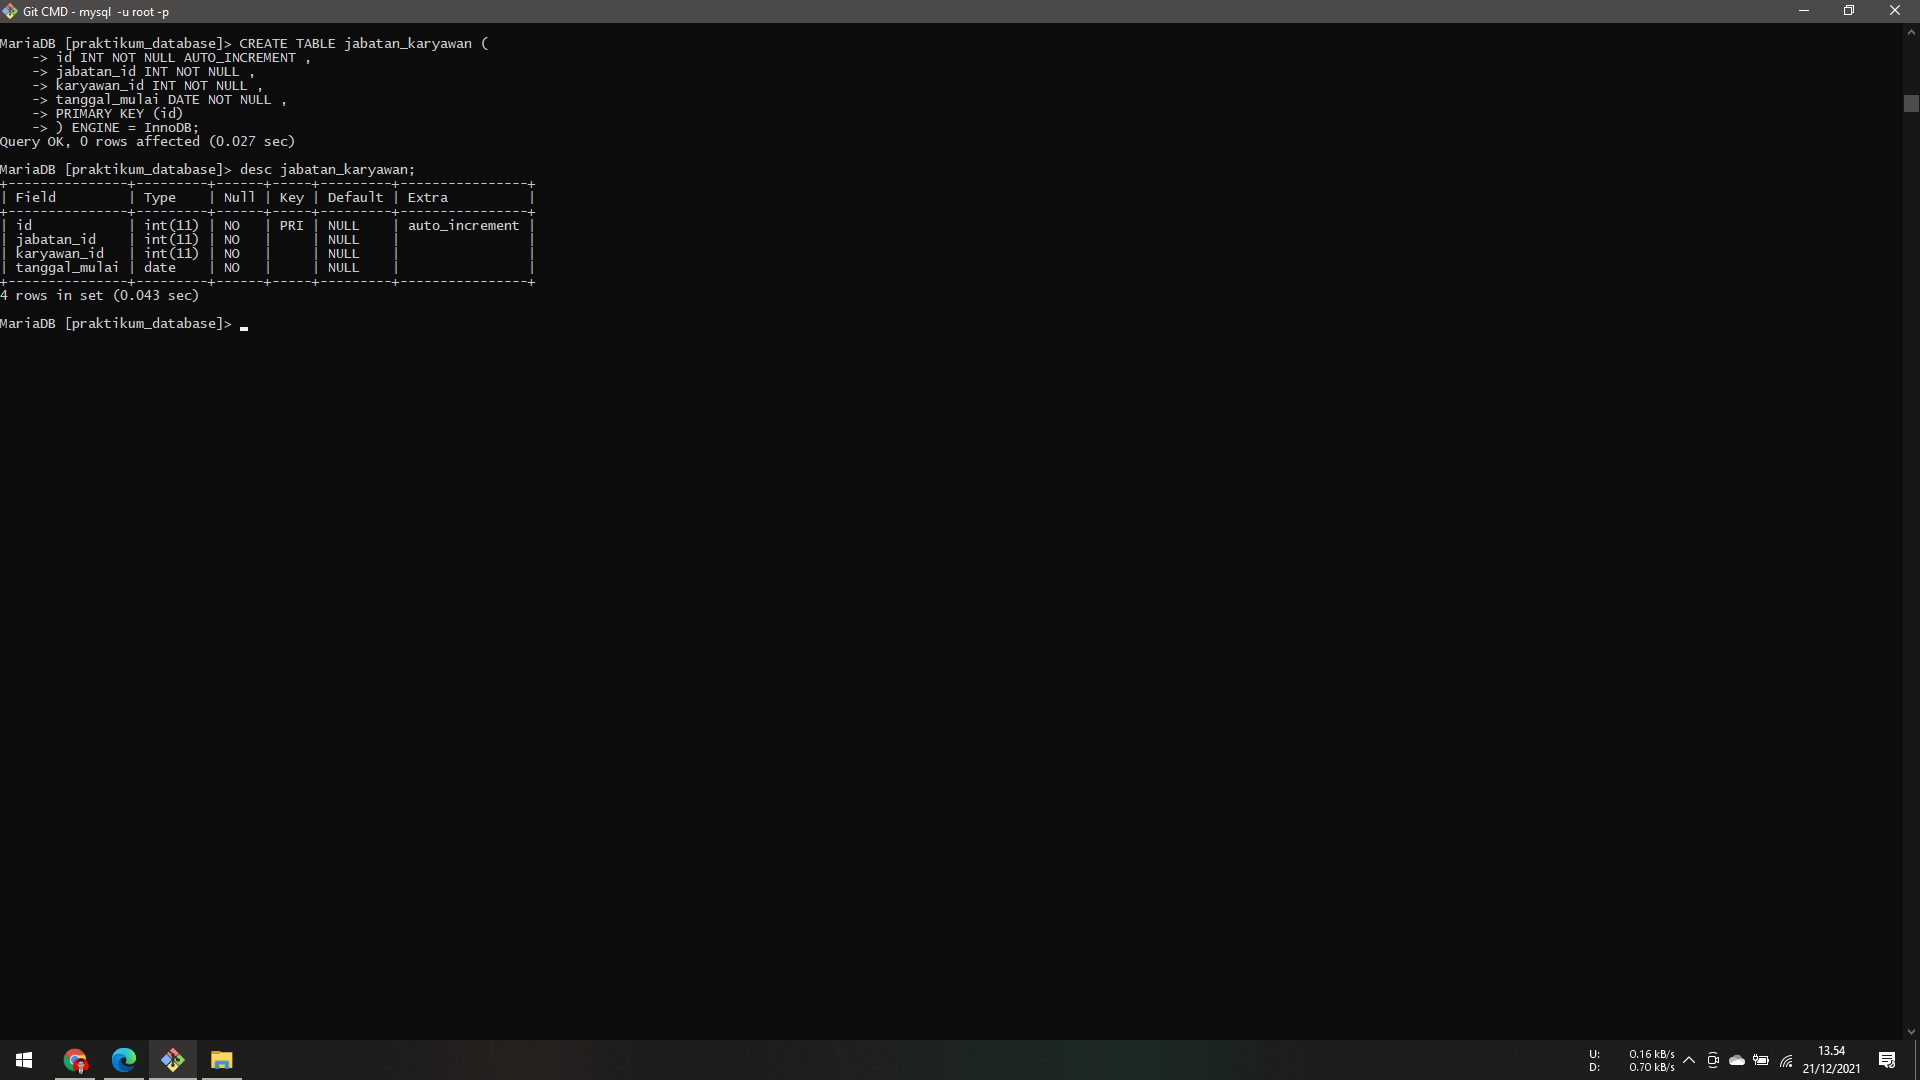 Git CMD - mysql  -u root -p
MariaDB [praktikum_database]> CREATE TABLE jabatan_karyawan (
    -> id INT NOT NULL AUTO_INCREMENT ,
    -> jabatan_id INT NOT NULL ,
    -> karyawan_id INT NOT NULL ,
    -> tanggal_mulai DATE NOT NULL ,
    -> PRIMARY KEY (id)
    -> ) ENGINE = InnoDB;
Query OK, 0 rows affected (0.027 sec)
MariaDB [praktikum_database]> desc jabatan_karyawan;
+---------------+---------+------+-----+---------+----------------+
| Field         | Type    | Null | Key | Default | Extra          |
+---------------+---------+------+-----+---------+----------------+
| id            | int(11) | NO   | PRI | NULL    | auto_increment |
| jabatan_id    | int(11) | NO   |     | NULL    |                |
| karyawan_id   | int(11) | NO   |     | NULL    |                |
| tanggal_mulai | date    | NO   |     | NULL    |                |
+---------------+---------+------+-----+---------+----------------+
4 rows in set (0.043 sec)
MariaDB [praktikum_database]> _
U: 0.16 kB/s
D: 0.70 kB/s
13.54
21/12/2021